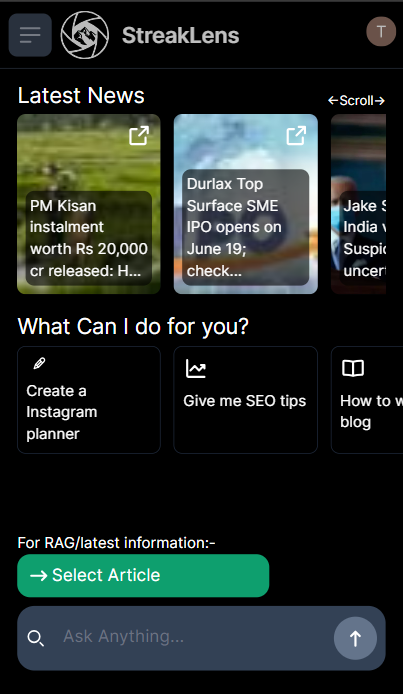 StreakLens
T
Latest News
←Scroll→
PM Kisan
instalment
worth Rs 20,000
cr released: H...
Durlax Top
Surface SME
IPO opens on
June 19;
check...
Jake S
India v
Suspic
uncert
What Can I do for you?
Create a
Instagram
planner
Give me SEO tips
How to w
blog
For RAG/latest information:-
→ Select Article
Ask Anything...